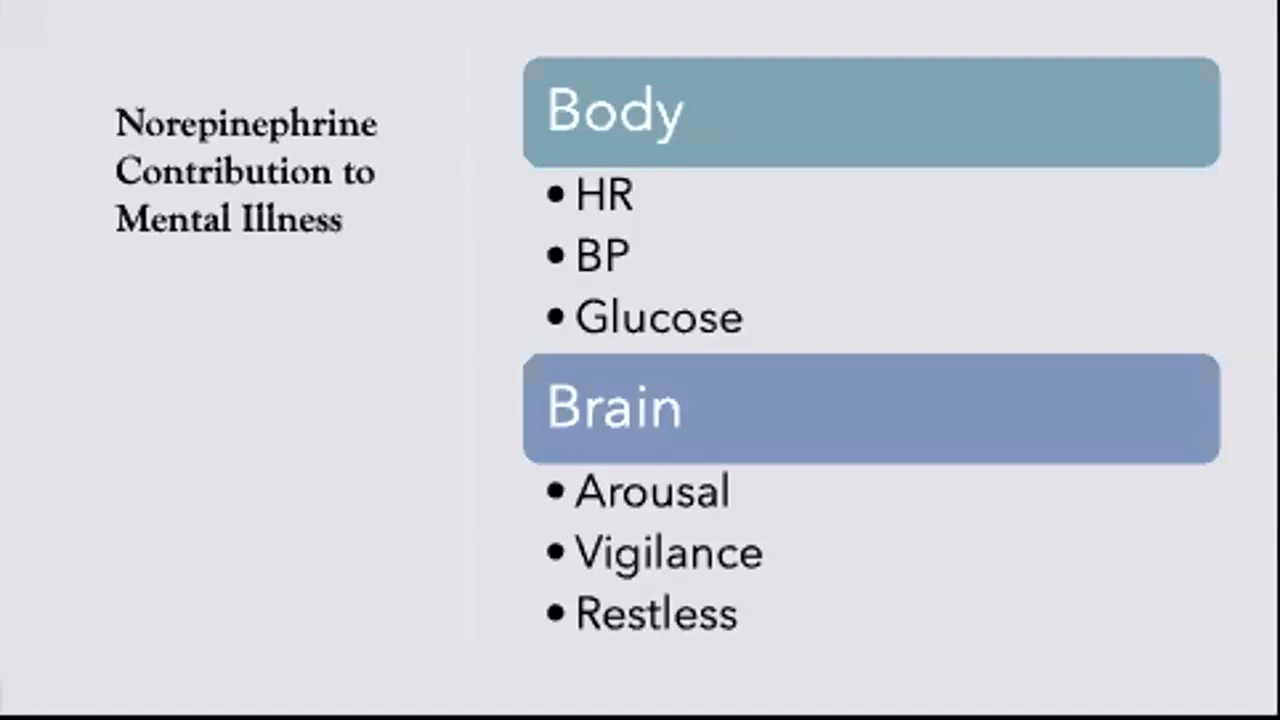 Norepinephrine
Contribution to
Mental Illness
Body
• HR
• BP
• Glucose
Brain
• Arousal
• Vigilance
• Restless